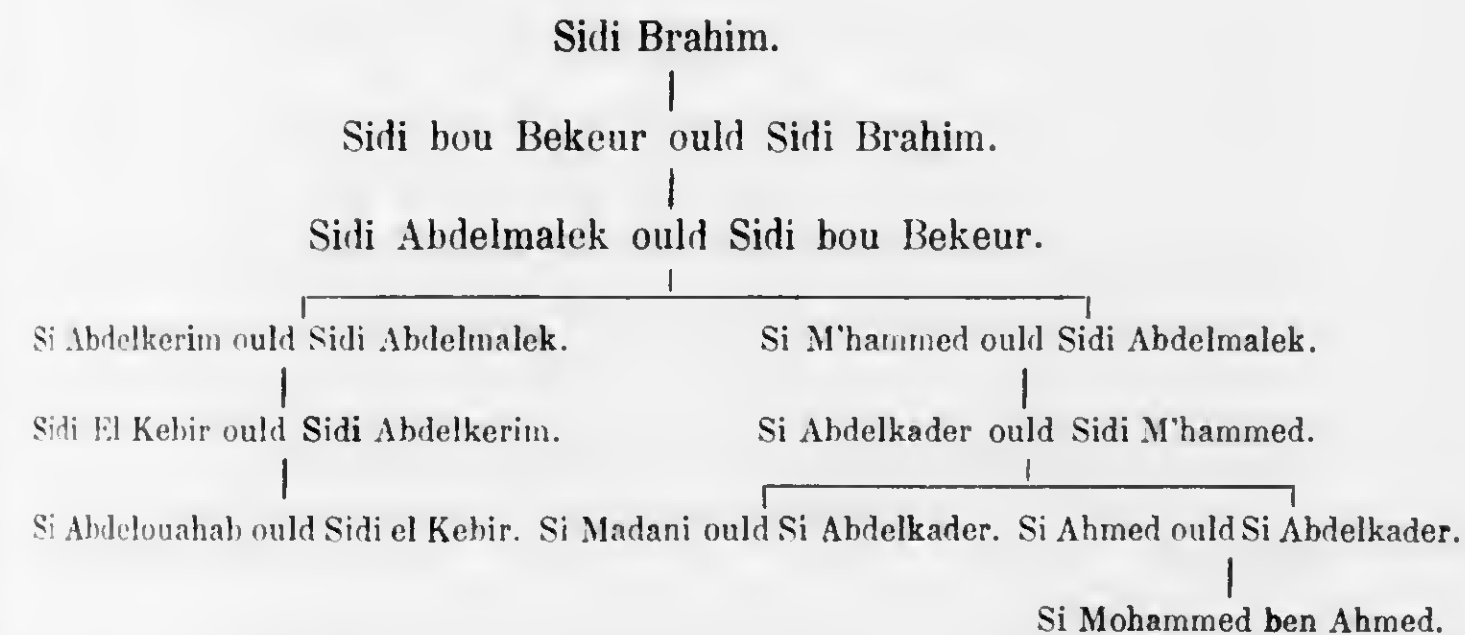 Sidi Brahim.
Sidi bou Bekeur ould Sidi Brahim.
Sidi Abdelmalek ould Sidi bou Bekeur.
Si Abdelkerim ould Sidi Abdelmalek. Si M'hammed ould Sidi Abdelmalek.
Sidi El Kebir ould Sidi Abdelkerim. Si Abdelkader ould Sidi M'hammed.
Si Abdelouahab ould Sidi el Kebir. Si Madani ould Si Abdelkader. Si Ahmed ould Si Abdelkader.
Si Mohammed ben Ahmed.